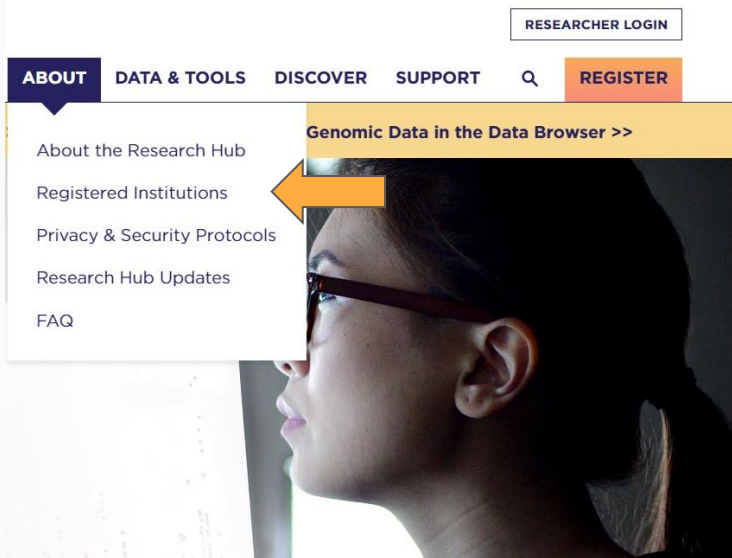 RESEARCHER LOGIN
ABOUT DATA & TOOLS DISCOVER SUPPORT REGISTER
Genomic Data in the Data Browser >>
About the Research Hub
Registered Institutions
Privacy & Security Protocols
Research Hub Updates
FAQ